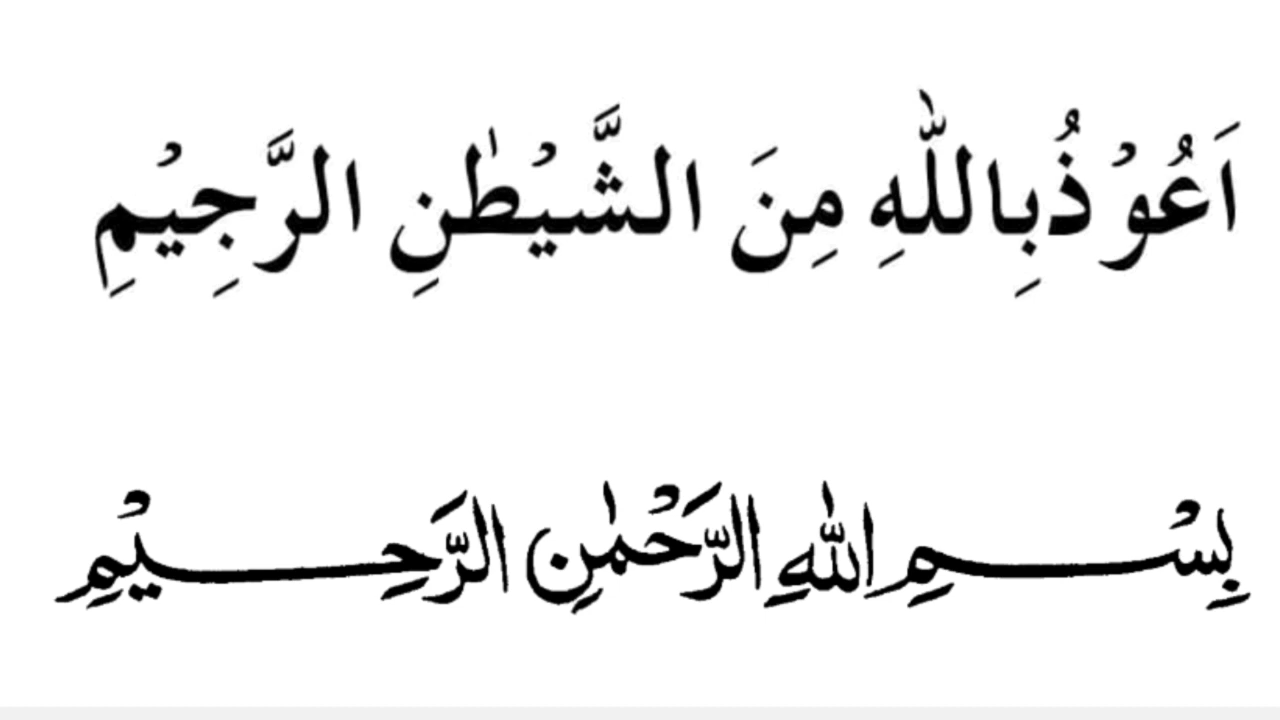 اَعُوْذُبِاللّٰهِ مِنَ الشَّيْطٰنِ الرَّجِيْمِ
بِسْمِ اللّٰهِ الرَّحْمٰنِ الرَّحِيْمِ